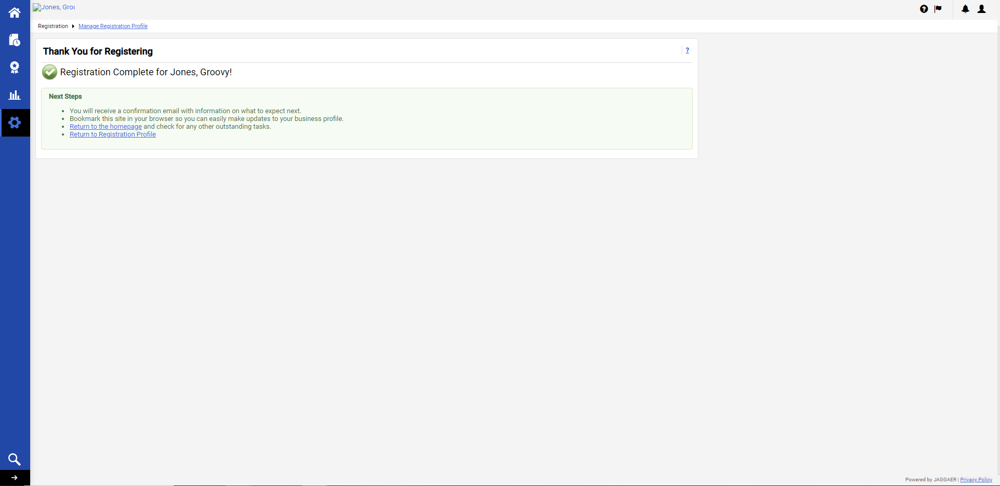 Jones, Groo
Registration Manage Registration Profile
Thank You for Registering
?
Registration Complete for Jones, Groovy!
Next Steps
You will receive a confirmation email with information on what to expect next.
Bookmark this site in your browser so you can easily make updates to your business profile.
Return to the homepage and check for any other outstanding tasks.
Return to Registration Profile
Powered by JAGGAER | Privacy Policy